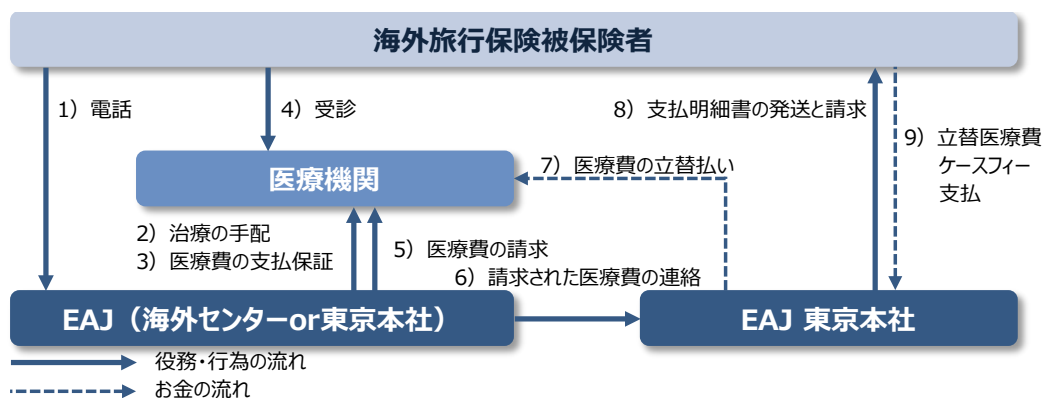 海外旅行保険被保険者
1）電話
4）受診
8）支払明細書の発送と請求
9）立替医療費
ケースフィー
支払
医療機関
7）医療費の立替払い
2）治療の手配
3）医療費の支払保証
5）医療費の請求
6）請求された医療費の連絡
EAJ（海外センターor東京本社）
EAJ 東京本社
役務・行為の流れ
お金の流れ